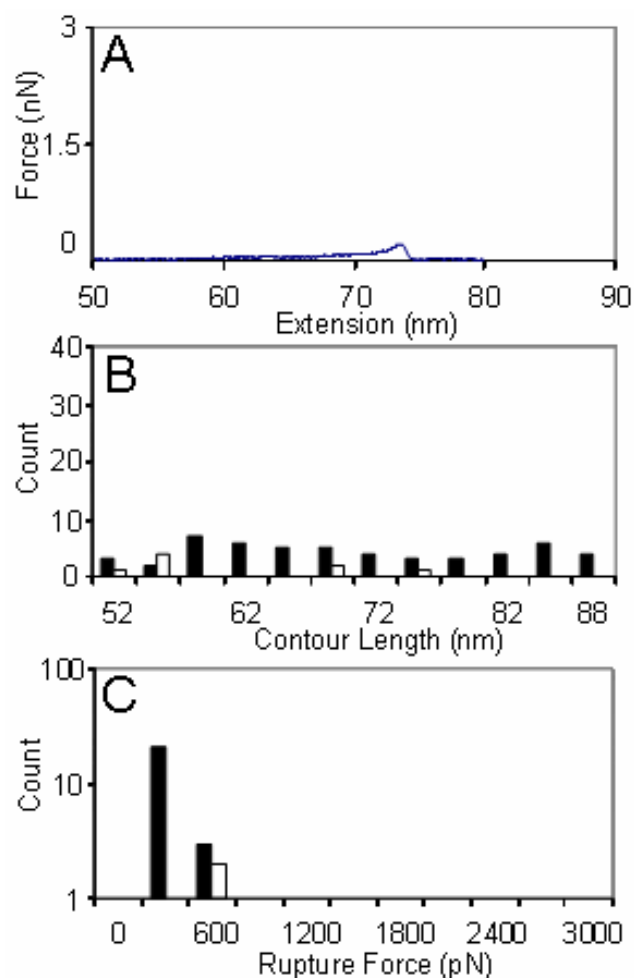 A
3
1.5
0
Force (nN)
50 60 70 80 90
Extension (nm)
B
40
30
20
10
0
Count
52 62 72 82 88
Contour Length (nm)
C
100
10
1
Count
0 600 1200 1800 2400 3000
Rupture Force (pN)